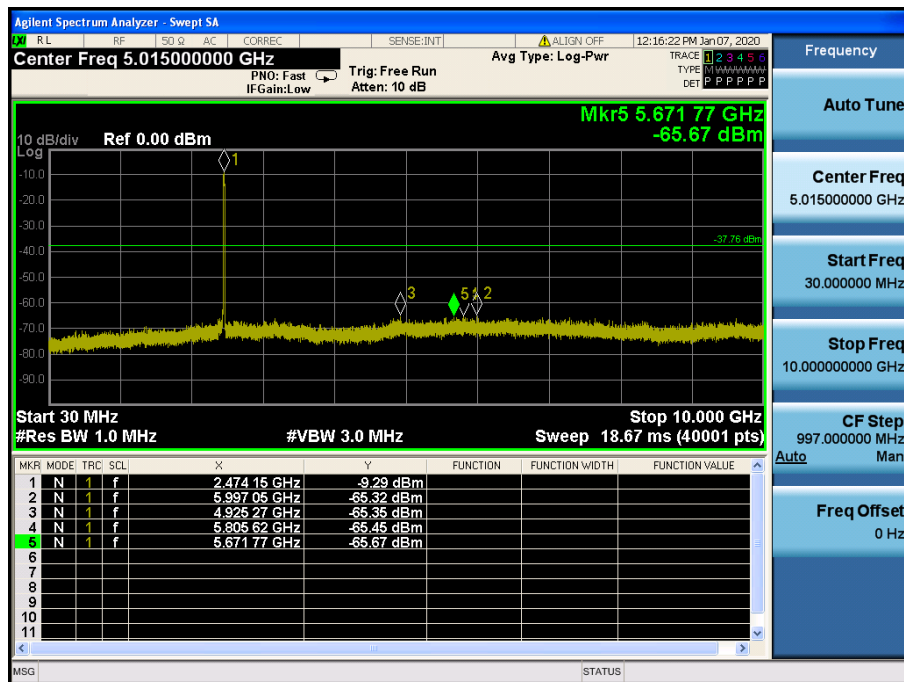 Agilent Spectrum Analyzer - Swept SA
LXI RL RF 50 Ω AC CORREC SENSE:INT ALIGN OFF 12:16:22 PM Jan 07, 2020
Center Freq 5.015000000 GHz
PNO: Fast
IFGain:Low
Trig: Free Run
Atten: 10 dB
Avg Type: Log-Pwr
TRACE 1 2 3 4 5 6
TYPE M W W W W W
DET P P P P P P
Mkr5 5.671 77 GHz
-65.67 dBm
10 dB/div Ref 0.00 dBm
Log
1
-10.0
-20.0
-30.0
-37.76 dBm
-40.0
-50.0
3 5 2
-60.0
-70.0
-80.0
-90.0
Start 30 MHz Stop 10.000 GHz
#Res BW 1.0 MHz #VBW 3.0 MHz Sweep 18.67 ms (40001 pts)
MKR MODE TRC SCL X Y FUNCTION FUNCTION WIDTH FUNCTION VALUE
1 N 1 f 2.474 15 GHz -9.29 dBm
2 N 1 f 5.997 05 GHz -65.32 dBm
3 N 1 f 4.925 27 GHz -65.35 dBm
4 N 1 f 5.805 62 GHz -65.45 dBm
5 N 1 f 5.671 77 GHz -65.67 dBm
6
7
8
9
10
11
MSG STATUS
Frequency
Auto Tune
Center Freq
5.015000000 GHz
Start Freq
30.000000 MHz
Stop Freq
10.000000000 GHz
CF Step
997.000000 MHz
Auto Man
Freq Offset
0 Hz